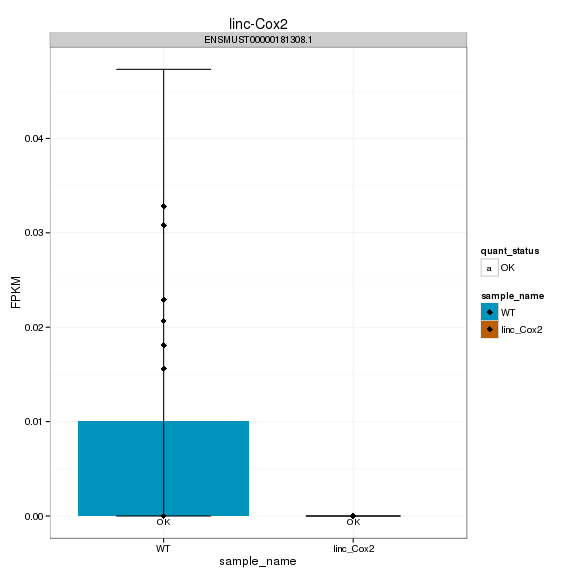 linc-Cox2
ENSMUST00000181308.1
FPKM
0.04
0.03
0.02
0.01
0.00
OK
OK
WT
linc_Cox2
sample_name
quant_status
a OK
sample_name
WT
linc_Cox2